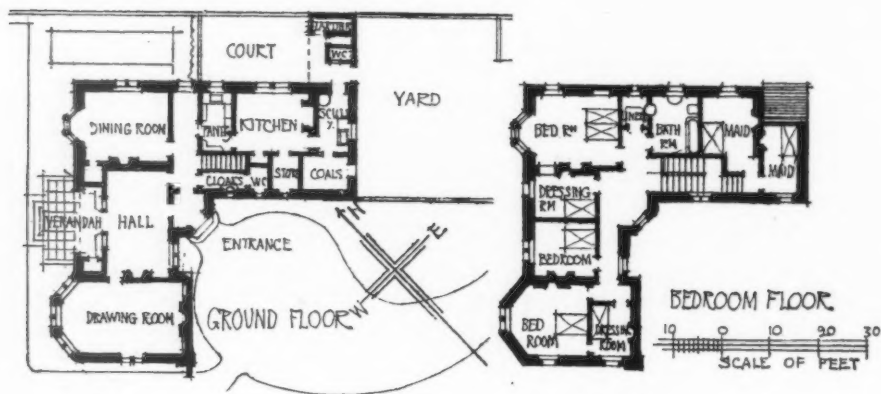 LARDER
WC
COURT
YARD
DINING ROOM
PANTRY
KITCHEN
SCULLY.
CLOAKS
WC
STORE
COALS
VERANDAH
HALL
ENTRANCE
DRAWING ROOM
GROUND FLOOR
N
E
W
BED RM
LINEN
BATH
RM
MAID
MAID
DRESSING
RM
BEDROOM
BED
ROOM
DRESSING
ROOM
BEDROOM FLOOR
10 0 10 20 30
SCALE OF FEET